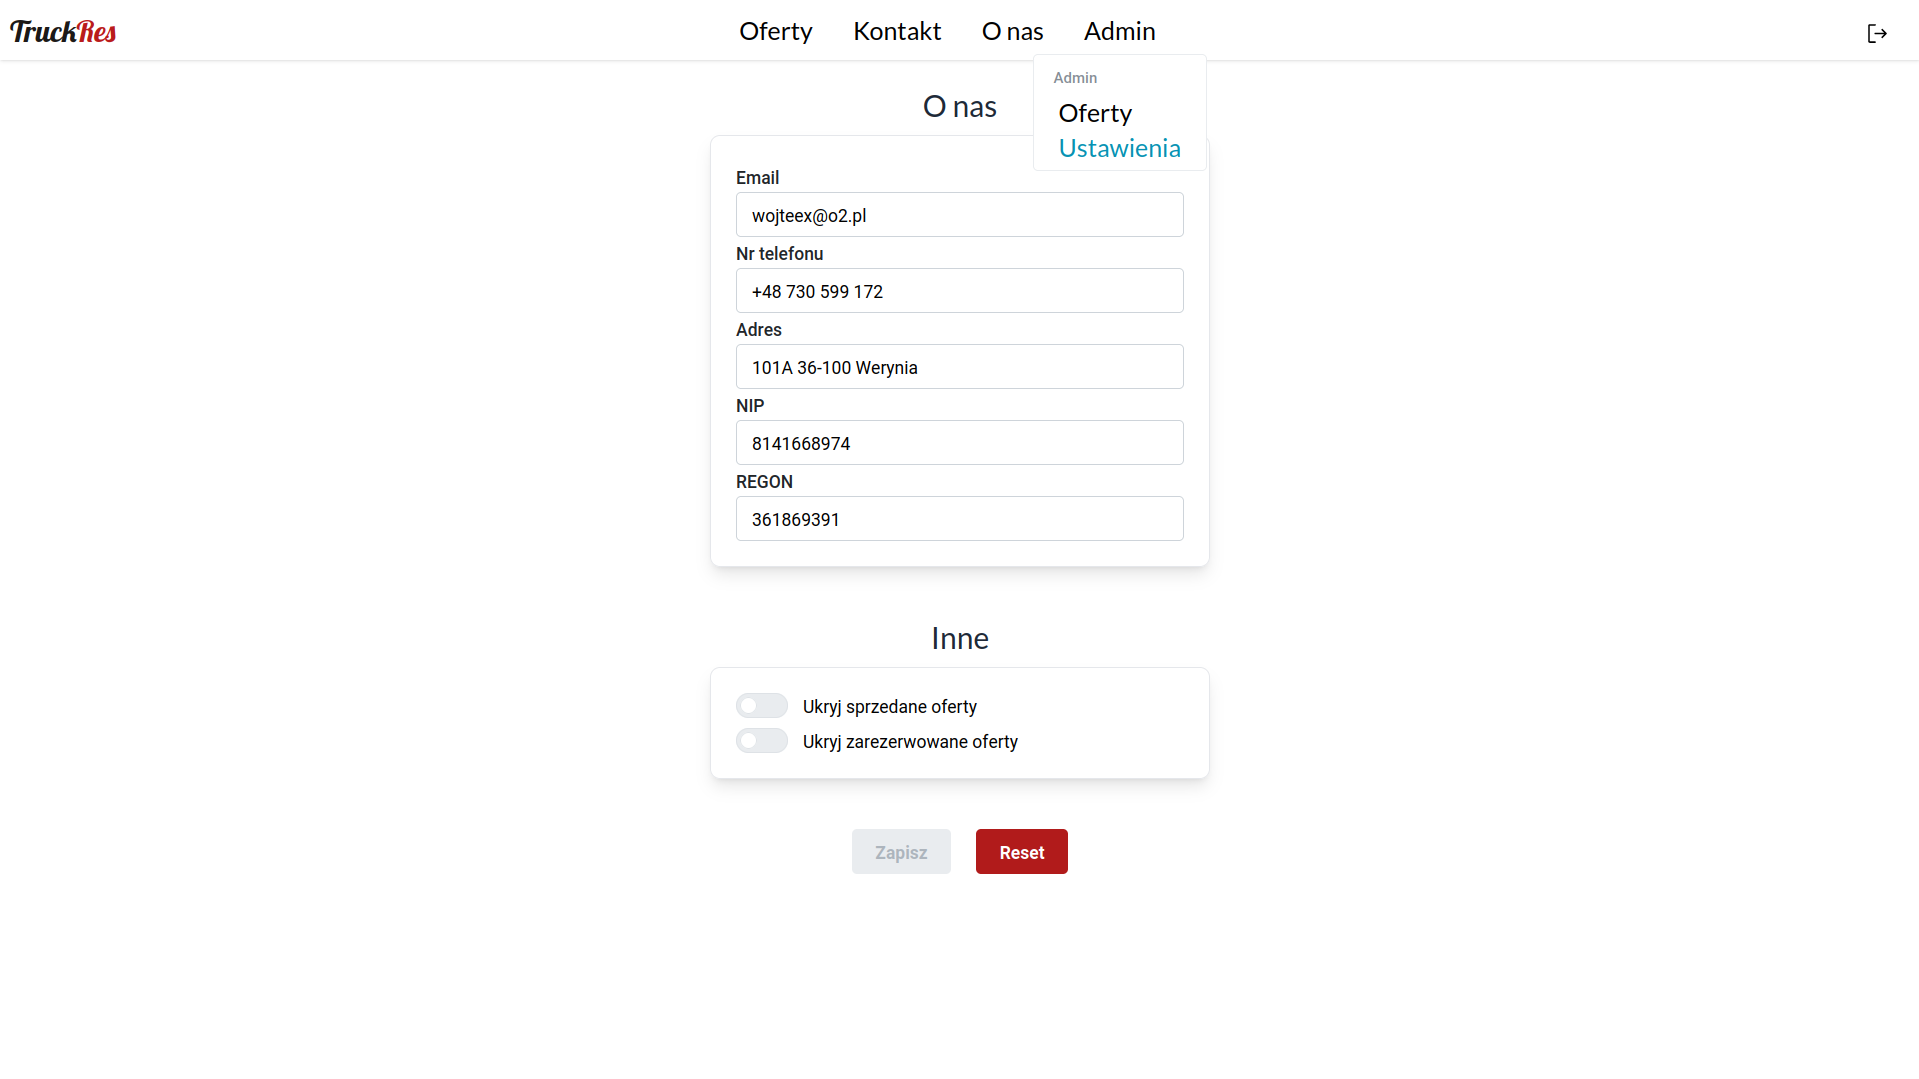 TruckRes
Oferty Kontakt O nas Admin
Admin
Oferty
Ustawienia
O nas
Email
wojteex@o2.pl
Nr telefonu
+48 730 599 172
Adres
101A 36-100 Werynia
NIP
8141668974
REGON
361869391
Inne
Ukryj sprzedane oferty
Ukryj zarezerwowane oferty
Zapisz Reset